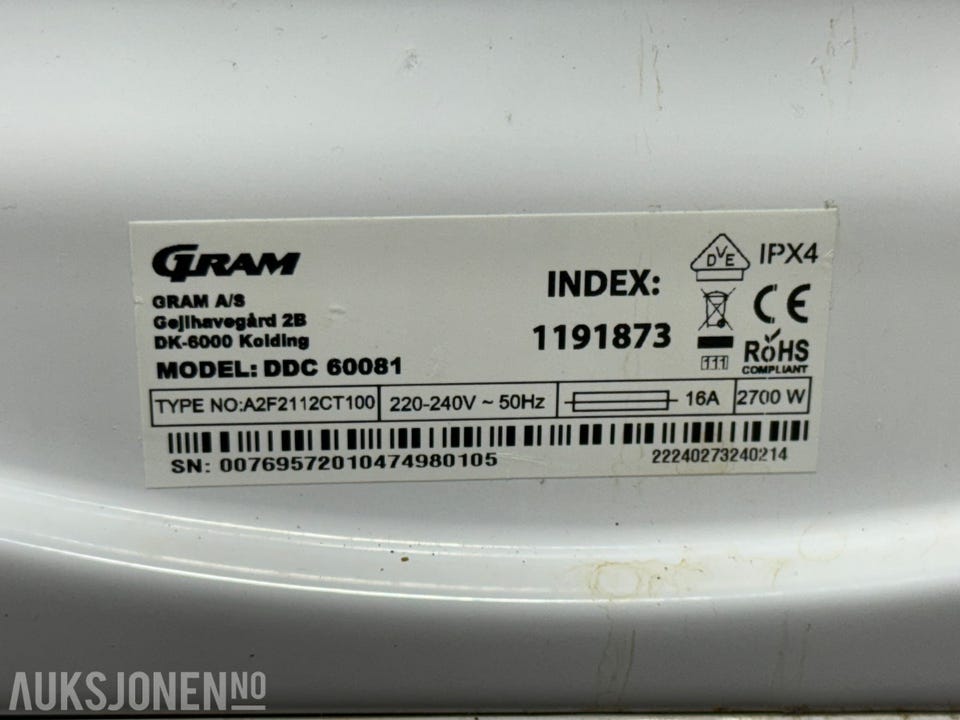 GRAM
GRAM A/S
Gejlhavegård 2B
DK-6000 Kolding
MODEL: DDC 60081
INDEX:
1191873
DVE
IPX4
CE
RoHS
COMPLIANT
TYPE NO:A2F2112CT100
220-240V ~ 50Hz
16A
2700 W
SN: 00769572010474980105
22240273240214
AUKSJONEN.NO